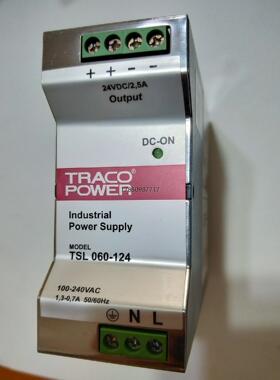 + + − −
24VDC/2,5A
Output
DC-ON
TRACO
POWER
Industrial
Power Supply
MODEL
TSL 060-124
100-240VAC
1,3-0,7A 50/60Hz
N L